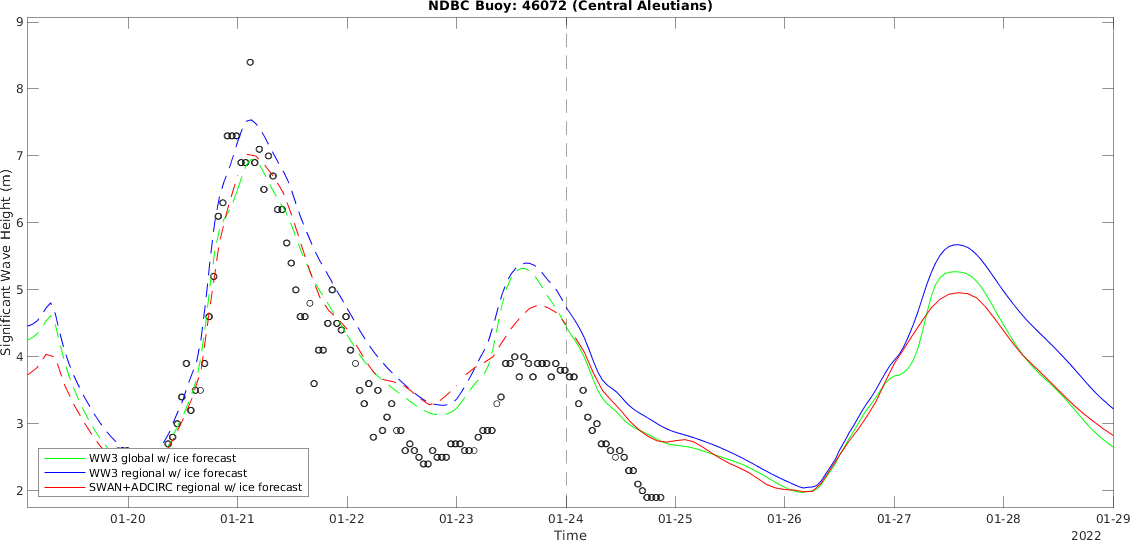 NDBC Buoy: 46072 (Central Aleutians)
9
8
7
6
5
4
3
2
Significant Wave Height (m)
WW3 global w/ ice forecast
WW3 regional w/ ice forecast
SWAN+ADCIRC regional w/ ice forecast
01-20 01-21 01-22 01-23 01-24 01-25 01-26 01-27 01-28 01-29
Time
2022